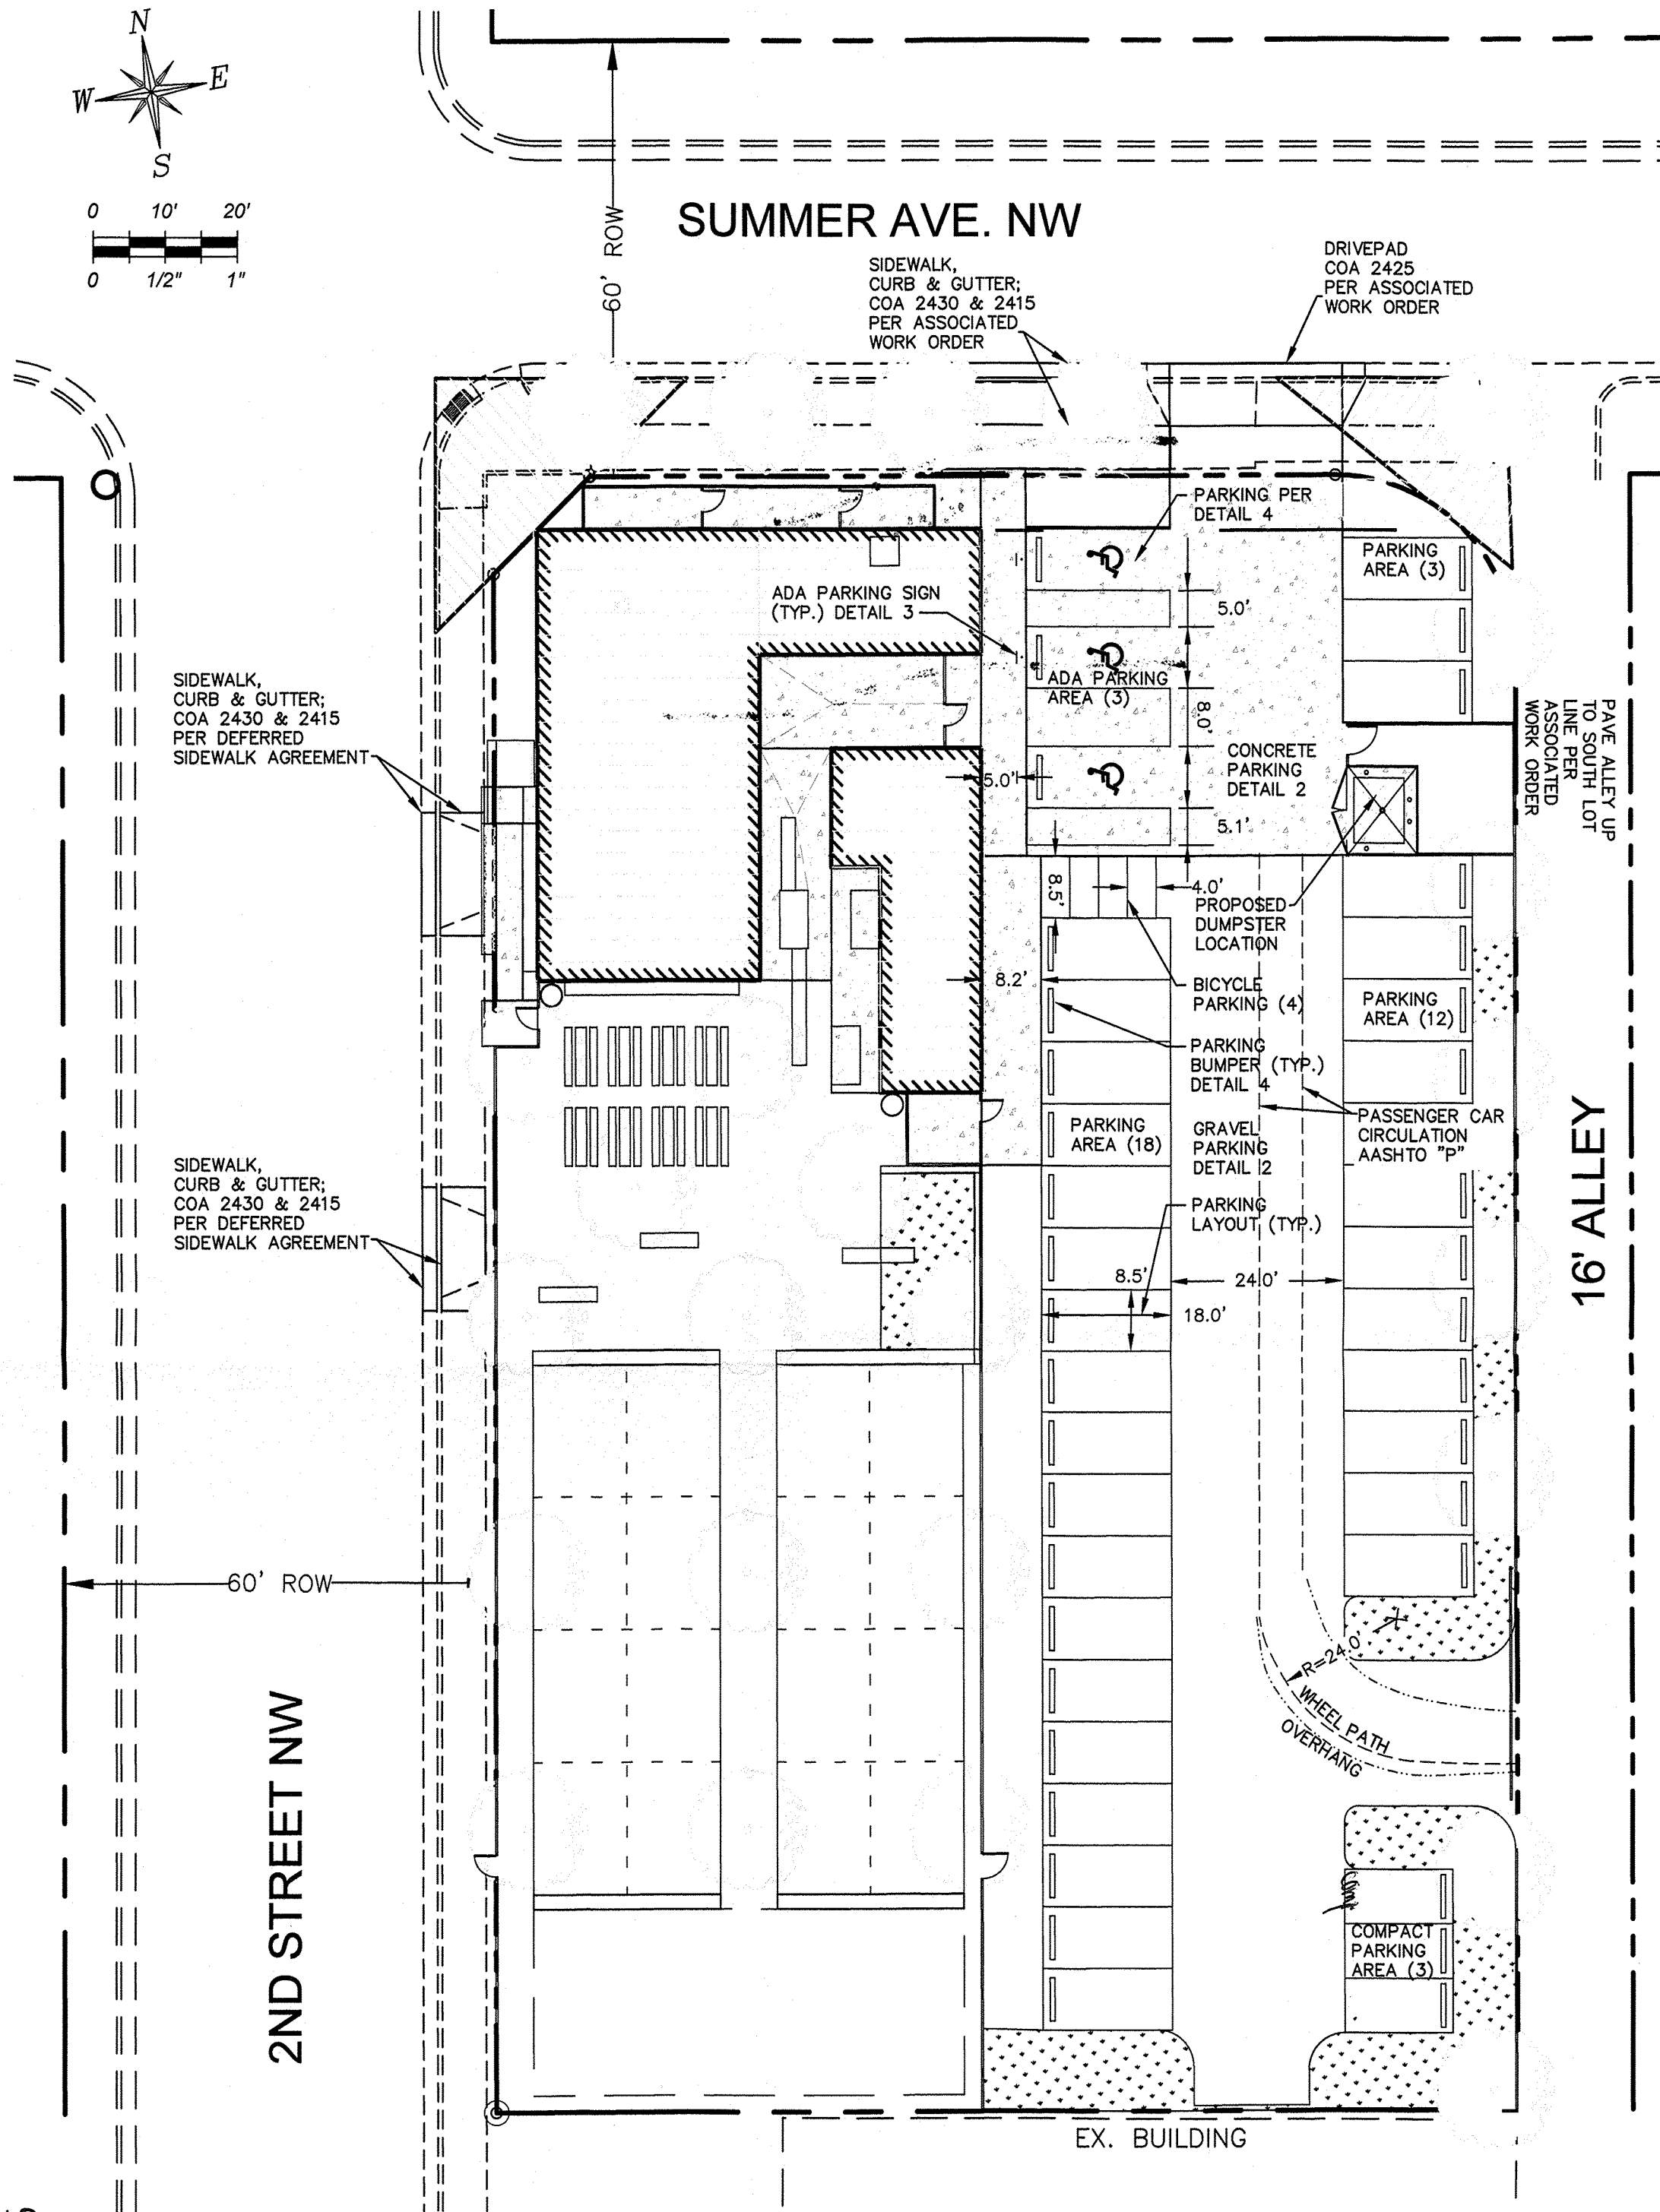 N
W
E
S
0 10' 20'
0 1/2" 1"
60' ROW
SUMMER AVE. NW
SIDEWALK,
CURB & GUTTER;
COA 2430 & 2415
PER ASSOCIATED
WORK ORDER
DRIVEPAD
COA 2425
PER ASSOCIATED
WORK ORDER
PARKING PER
DETAIL 4
PARKING
AREA (3)
ADA PARKING SIGN
(TYP.) DETAIL 3
5.0'
ADA PARKING
AREA (3)
8.0'
SIDEWALK,
CURB & GUTTER;
COA 2430 & 2415
PER DEFERRED
SIDEWALK AGREEMENT
PAVE ALLEY UP
TO SOUTH LOT
LINE PER
ASSOCIATED
WORK ORDER
CONCRETE
PARKING
DETAIL 2
5.0'
5.1'
8.5'
4.0'
PROPOSED
DUMPSTER
LOCATION
8.2'
BICYCLE
PARKING (4)
PARKING
AREA (12)
PARKING
BUMPER (TYP.)
DETAIL 4
PARKING
AREA (18)
GRAVEL
PARKING
DETAIL 2
PASSENGER CAR
CIRCULATION
AASHTO "P"
16' ALLEY
SIDEWALK,
CURB & GUTTER;
COA 2430 & 2415
PER DEFERRED
SIDEWALK AGREEMENT
PARKING
LAYOUT (TYP.)
8.5'
24.0'
18.0'
60' ROW
R=24.0'
WHEEL PATH
OVERHANG
2ND STREET NW
COMPACT
PARKING
AREA (3)
EX. BUILDING